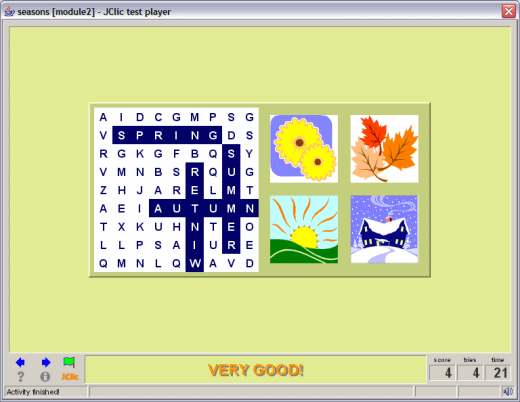 seasons [module2] - JClic test player
A I D C G M P S G
V S P R I N G D S
R G K G F B Q S Y
V M N B S R Q U G
Z H J A R E L M T
A E I A U T U M N
T X K U H N T E O
L L P S A I U R E
Q M N L Q W A V D
JClic
VERY GOOD!
score tries time
4 4 21
Activity finished!